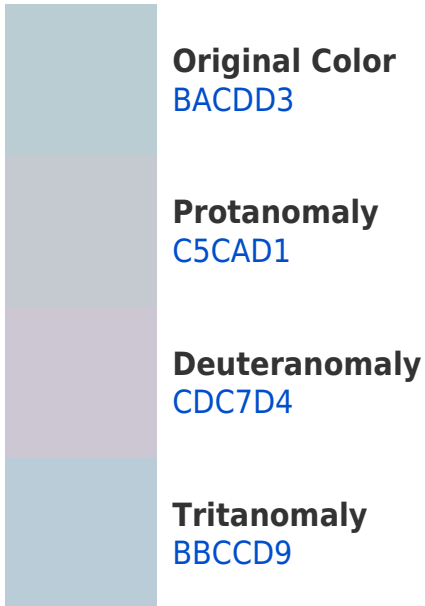 Original Color
BACDD3
Protanomaly
C5CAD1
Deuteranomaly
CDC7D4
Tritanomaly
BBCCD9